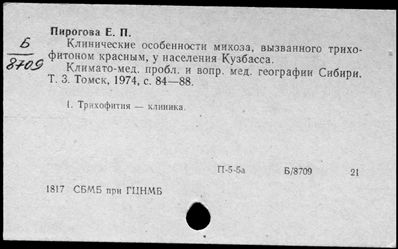 Пирогова Е. П.
Б
8709
Клинические особенности микоза, вызванного трихо-
фитоном красным, у населения Кузбасса.
Климато-мед. пробл. и вопр. мед. географии Сибири.
Т. 3. Томск, 1974, с. 84—88.
1. Трихофития — клиника.
П-5-5а Б/8709 21
1817 СБМБ при ГЦНМБ